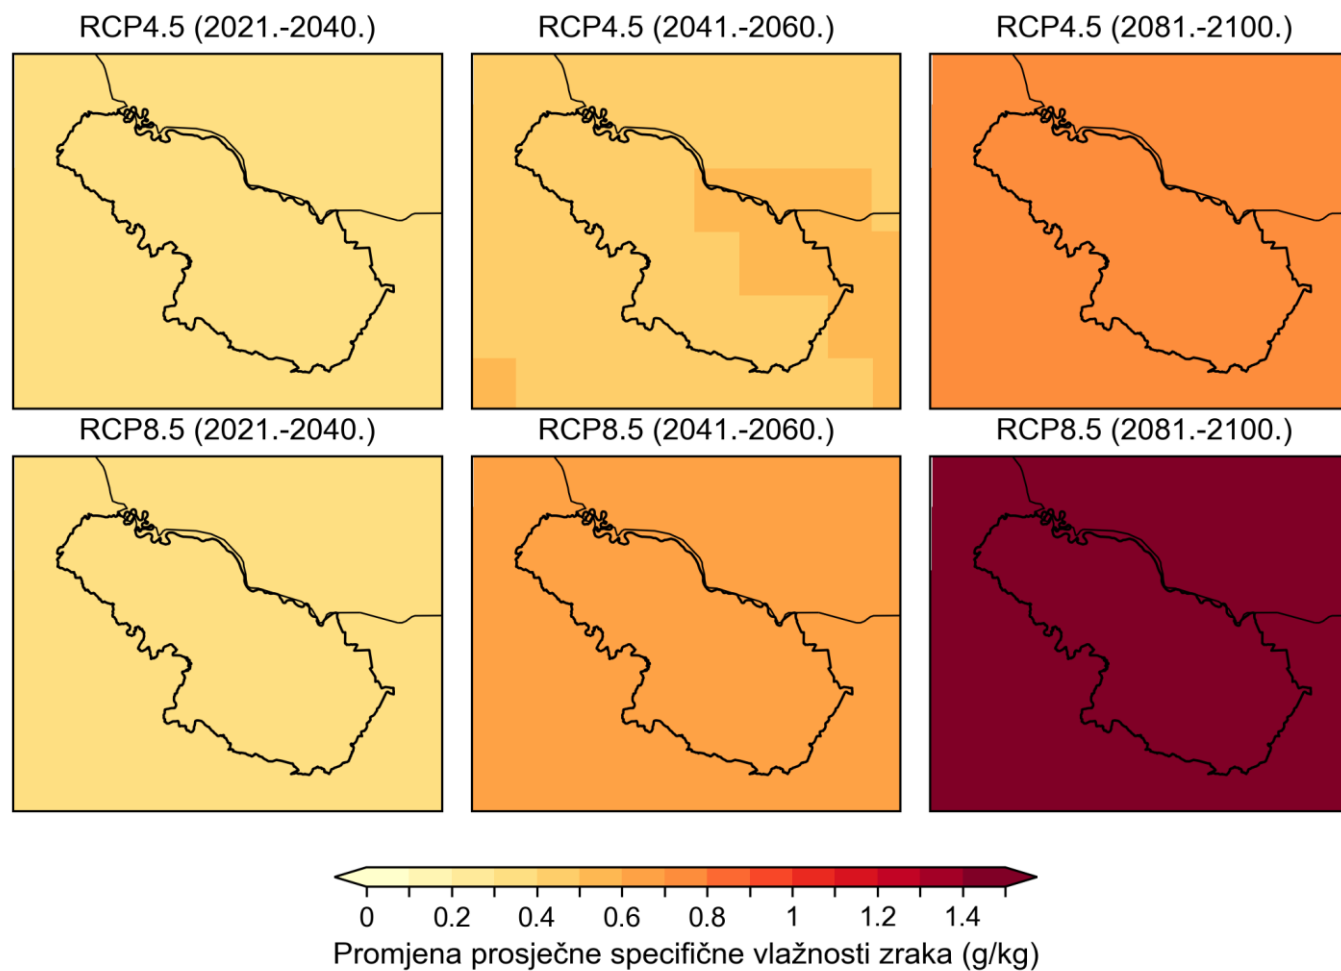 RCP4.5 (2021.-2040.) RCP4.5 (2041.-2060.) RCP4.5 (2081.-2100.)
RCP8.5 (2021.-2040.) RCP8.5 (2041.-2060.) RCP8.5 (2081.-2100.)
0 0.2 0.4 0.6 0.8 1 1.2 1.4
Promjena prosječne specifične vlažnosti zraka (g/kg)